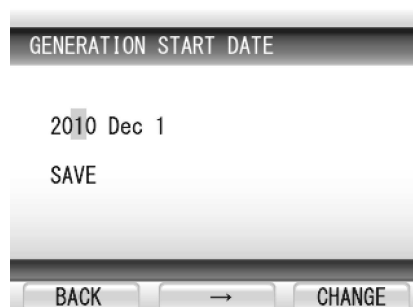 GENERATION START DATE
2010 Dec 1
SAVE
BACK → CHANGE